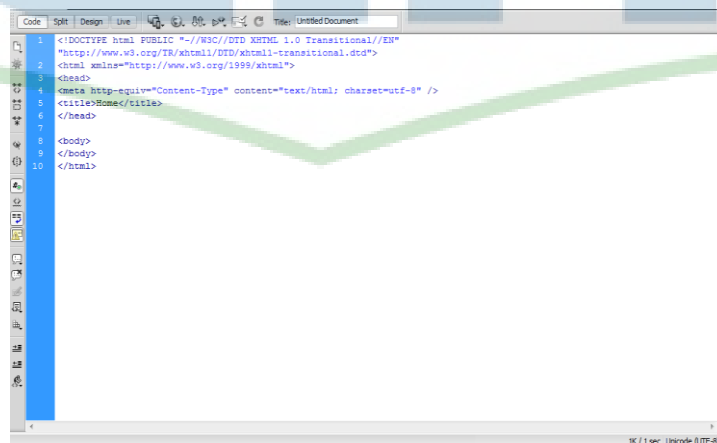 Code Split Design Live Title: Untitled Document
1 <!DOCTYPE html PUBLIC "-//W3C//DTD XHTML 1.0 Transitional//EN"
"http://www.w3.org/TR/xhtml1/DTD/xhtml1-transitional.dtd">
2 <html xmlns="http://www.w3.org/1999/xhtml">
3 <head>
4 <meta http-equiv="Content-Type" content="text/html; charset=utf-8" />
5 <title>Home</title>
6 </head>
7
8 <body>
9 </body>
10 </html>
1K / 1 sec Unicode (UTF-8